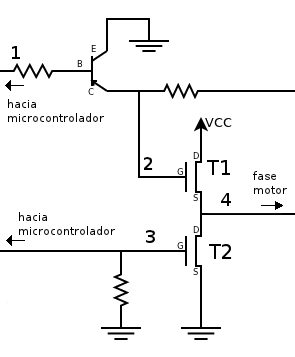 E
1
B
C
hacia
microcontrolador
VCC
D
2
T1
G
S
fase
motor
4
hacia
microcontrolador
3
D
G
T2
S